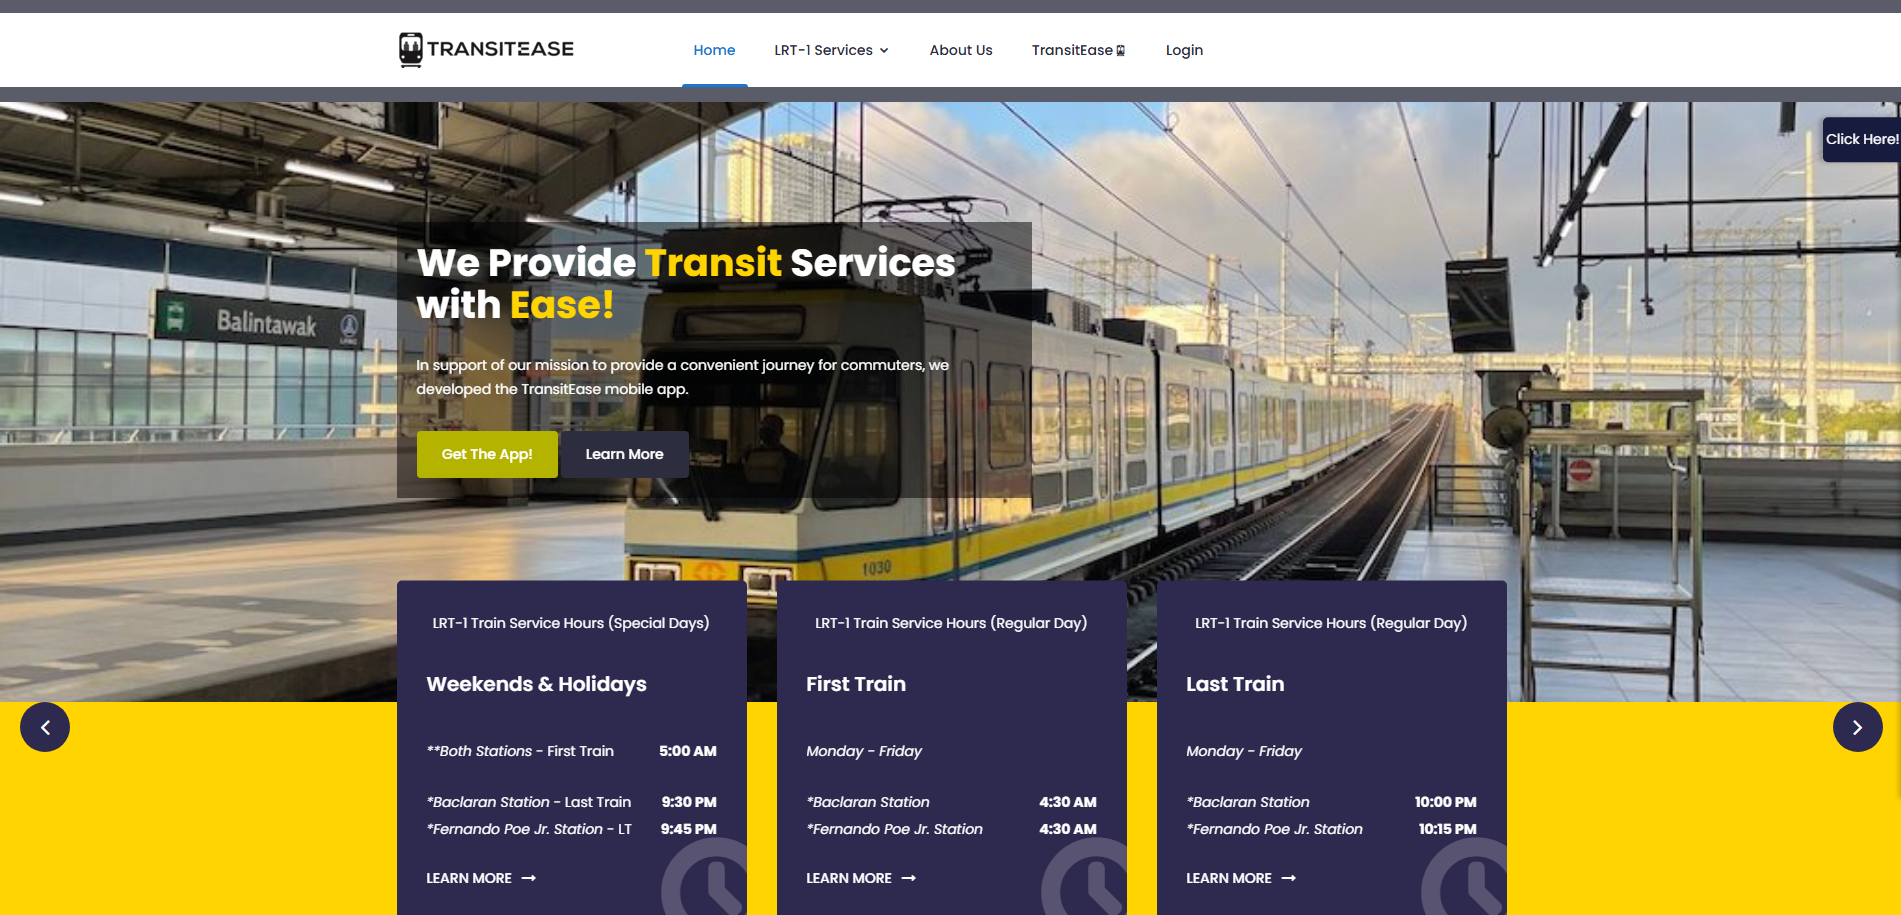 TRANSITEASE
Home
LRT-1 Services
About Us
TransitEase
Login
Click Here!
We Provide Transit Services
with Ease!
Balintawak
In support of our mission to provide a convenient journey for commuters, we
developed the TransitEase mobile app.
Get The App!
Learn More
1030
LRT-1 Train Service Hours (Special Days)
Weekends & Holidays
**Both Stations - First Train 5:00 AM
*Baclaran Station - Last Train 9:30 PM
*Fernando Poe Jr. Station - LT 9:45 PM
LEARN MORE
LRT-1 Train Service Hours (Regular Day)
First Train
Monday - Friday
*Baclaran Station 4:30 AM
*Fernando Poe Jr. Station 4:30 AM
LEARN MORE
LRT-1 Train Service Hours (Regular Day)
Last Train
Monday - Friday
*Baclaran Station 10:00 PM
*Fernando Poe Jr. Station 10:15 PM
LEARN MORE